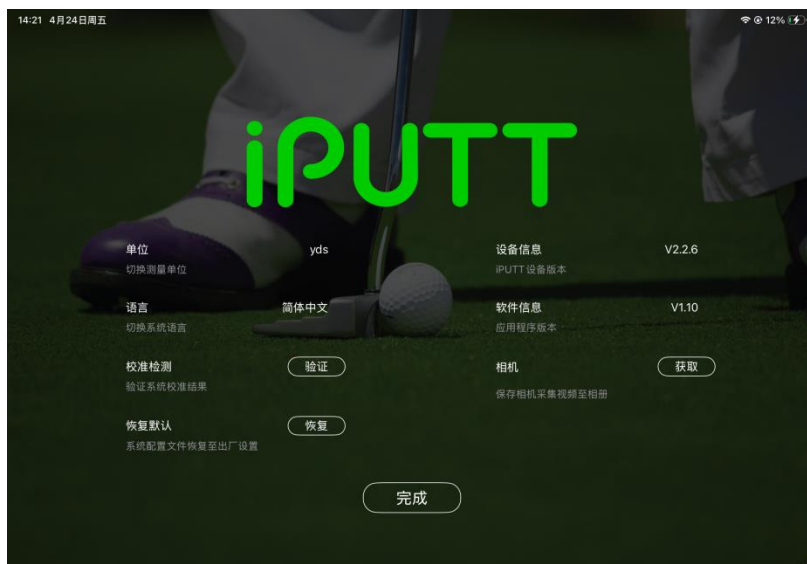 14:21 4月24日周五
12%
iPUTT
单位 yds
切换测量单位
设备信息 V2.2.6
iPUTT 设备版本
语言 简体中文
切换系统语言
软件信息 V1.10
应用程序版本
校准检测 验证
验证系统校准结果
相机 获取
保存相机采集视频至相册
恢复默认 恢复
系统配置文件恢复至出厂设置
完成